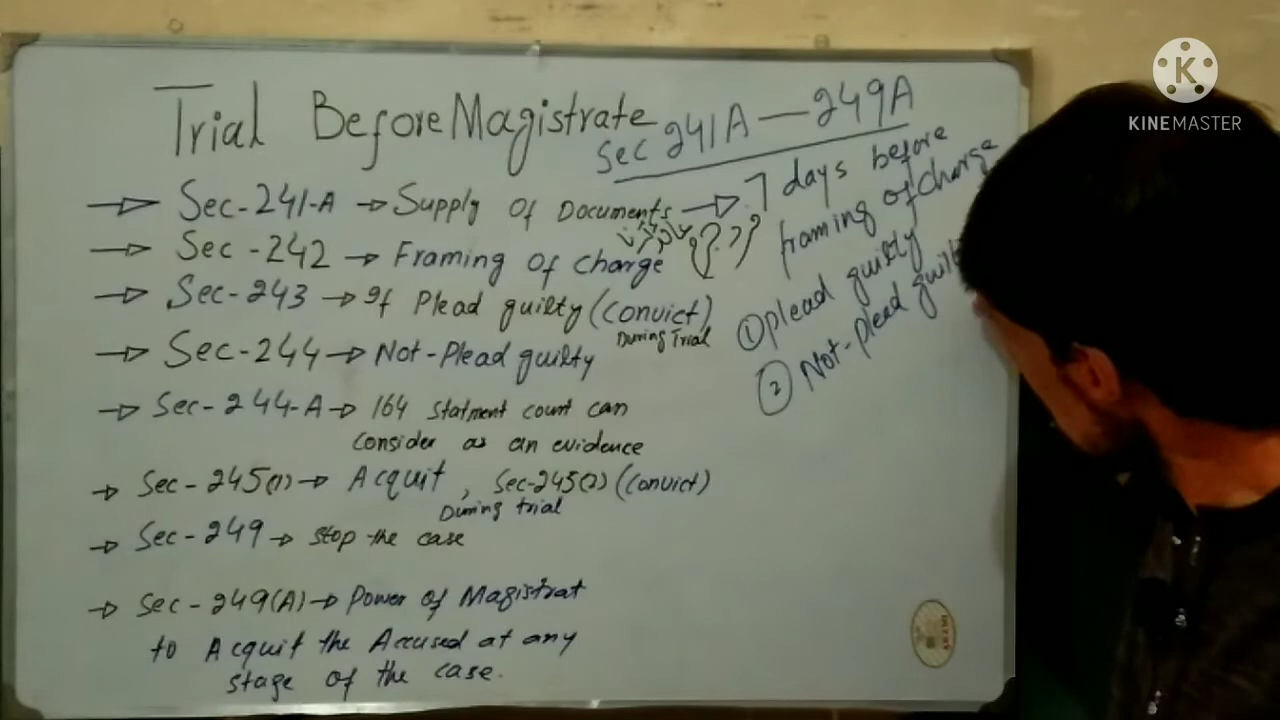 Trial Before Magistrate
Sec 241A — 249A
→ Sec-241-A → Supply of Documents → 7 days before
framing of charge
① plead guilty
② Not-plead
→ Sec-242 → Framing of charge
→ Sec-243 → If Plead guilty (convict)
During Trial
→ Sec-244 → Not-Plead guilty
→ Sec-244-A → 164 statment count can
consider as an evidence
→ Sec-245(1) → Acquit, Sec-245(2) (convict)
During trial
→ Sec-249 → stop the case
→ Sec-249(A) → Power of Magistrat
to Acquit the Accused at any
stage of the case.
KINEMASTER